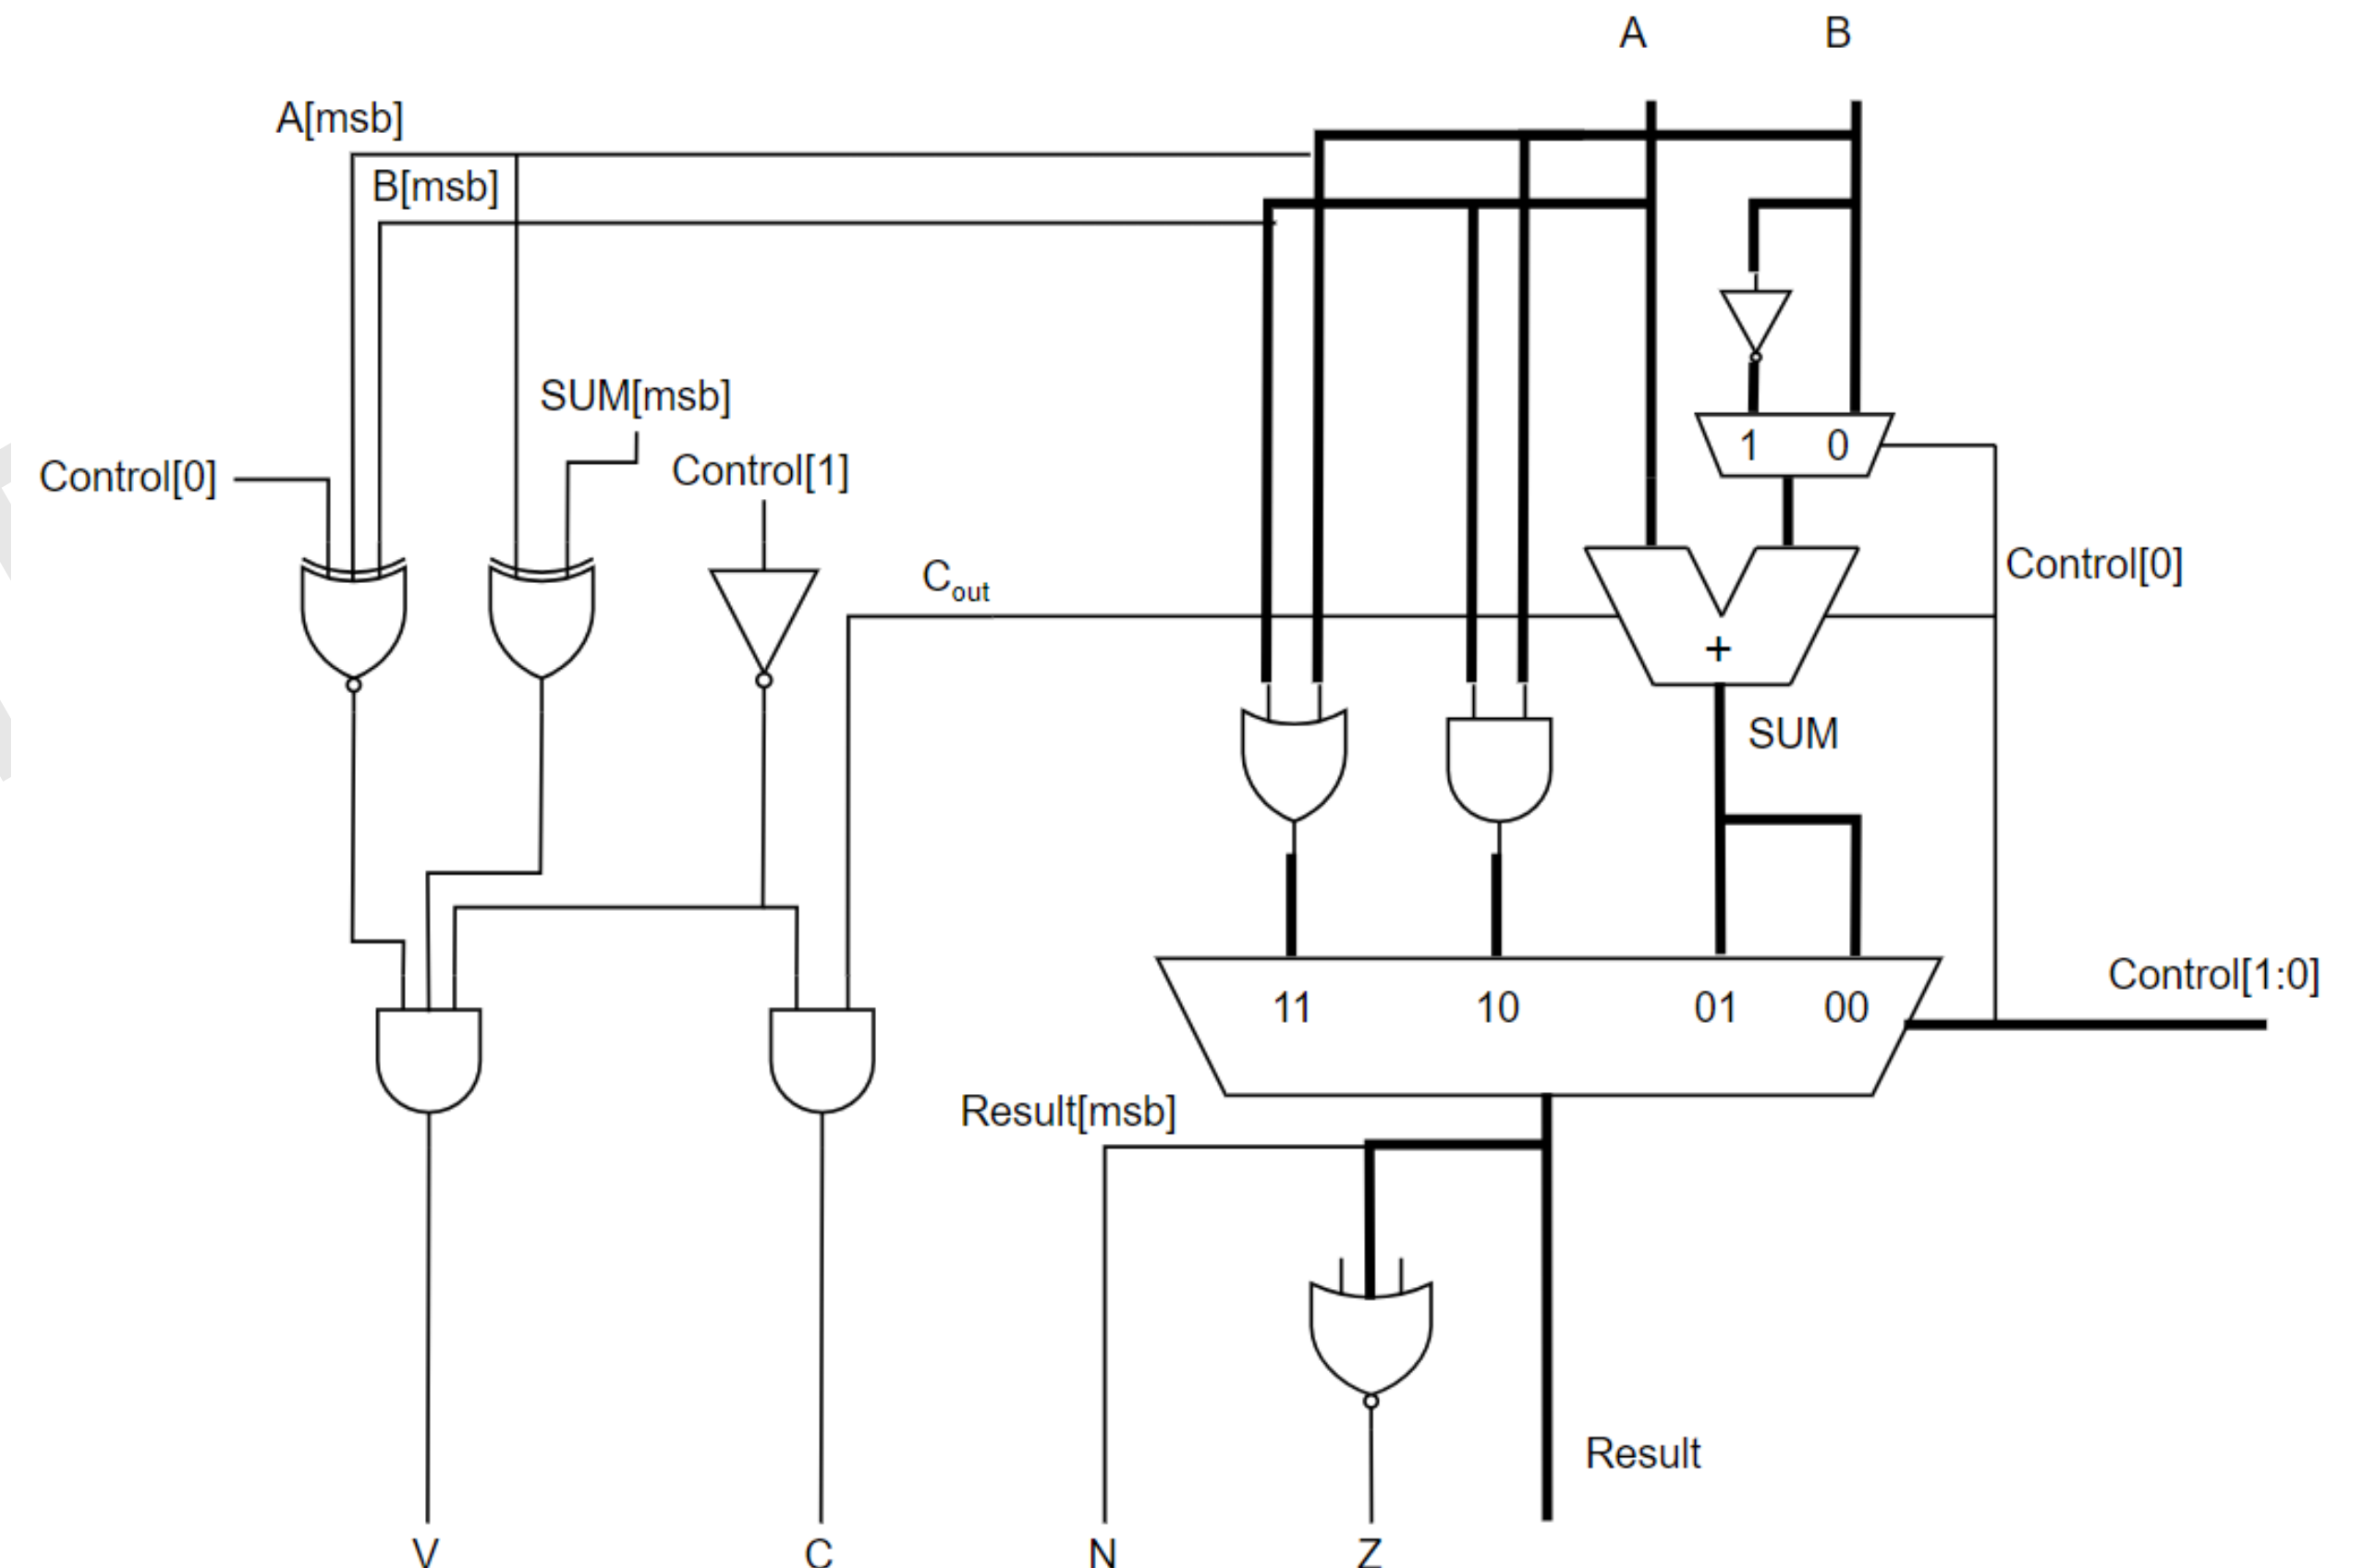 A
B
A[msb]
B[msb]
SUM[msb]
Control[1]
Control[0]
1 0
Cout
Control[0]
+
SUM
Control[1:0]
11 10 01 00
Result[msb]
Result
V C N Z